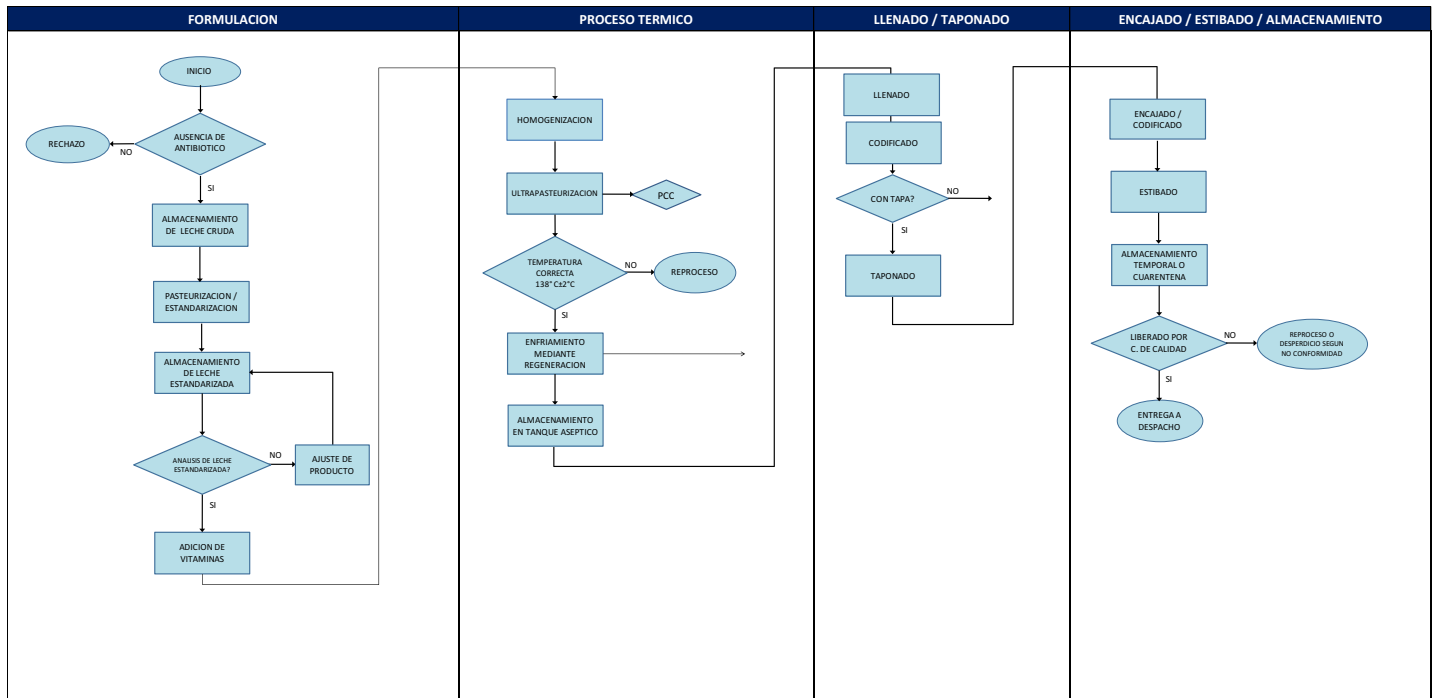 FORMULACION
INICIO
AUSENCIA DE
ANTIBIOTICO
RECHAZO
NO
SI
ALMACENAMIENTO
DE LECHE CRUDA
PASTEURIZACION /
ESTANDARIZACION
ALMACENAMIENTO
DE LECHE
ESTANDARIZADA
ANALISIS DE LECHE
ESTANDARIZADA?
NO
AJUSTE DE
PRODUCTO
SI
ADICION DE
VITAMINAS
PROCESO TERMICO
HOMOGENIZACION
ULTRAPASTEURIZACION
PCC
TEMPERATURA
CORRECTA
138°C±2°C
NO
REPROCESO
SI
ENFRIAMIENTO
MEDIANTE
REGENERACION
ALMACENAMIENTO
EN TANQUE ASEPTICO
LLENADO / TAPONADO
LLENADO
CODIFICADO
CON TAPA?
NO
SI
TAPONADO
ENCAJADO / ESTIBADO / ALMACENAMIENTO
ENCAJADO /
CODIFICADO
ESTIBADO
ALMACENAMIENTO
TEMPORAL O
CUARENTENA
LIBERADO POR
C. DE CALIDAD
NO
REPROCESO O
DESPERDICIO SEGUN
NO CONFORMIDAD
SI
ENTREGA A
DESPACHO